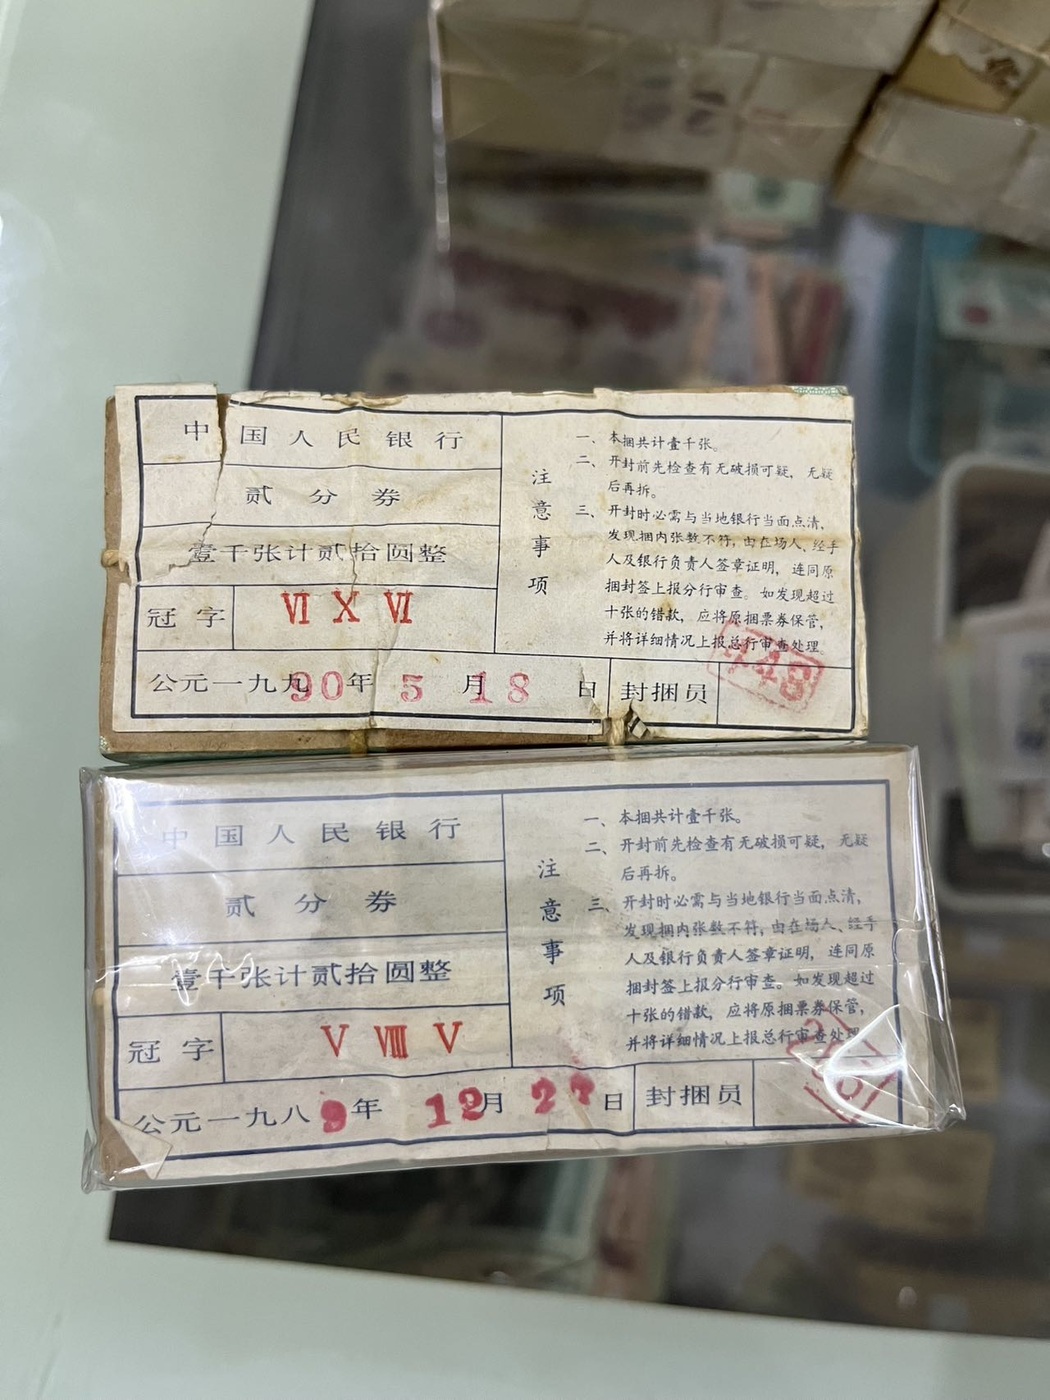 中国人民银行
贰分券
壹千张计贰拾圆整
冠字 Ⅵ Ⅹ Ⅵ
公元一九九90年 5月18日
封捆员
注意事项
一、本捆共计壹千张。
二、开封前先检查有无破损可疑，无疑
后再拆。
三、开封时必需与当地银行当面点清，
发现捆内张数不符，由在场人、经手
人及银行负责人签章证明，连同原
捆封签上报分行审查。如发现超过
十张的错款，应将原捆票券保管，
并将详细情况上报总行审查处理
中国人民银行
贰分券
壹千张计贰拾圆整
冠字 Ⅴ Ⅷ Ⅴ
公元一九八9年 12月27日
封捆员
注意事项
一、本捆共计壹千张。
二、开封前先检查有无破损可疑，无疑
后再拆。
三、开封时必需与当地银行当面点清，
发现捆内张数不符，由在场人、经手
人及银行负责人签章证明，连同原
捆封签上报分行审查。如发现超过
十张的错款，应将原捆票券保管，
并将详细情况上报总行审查处理